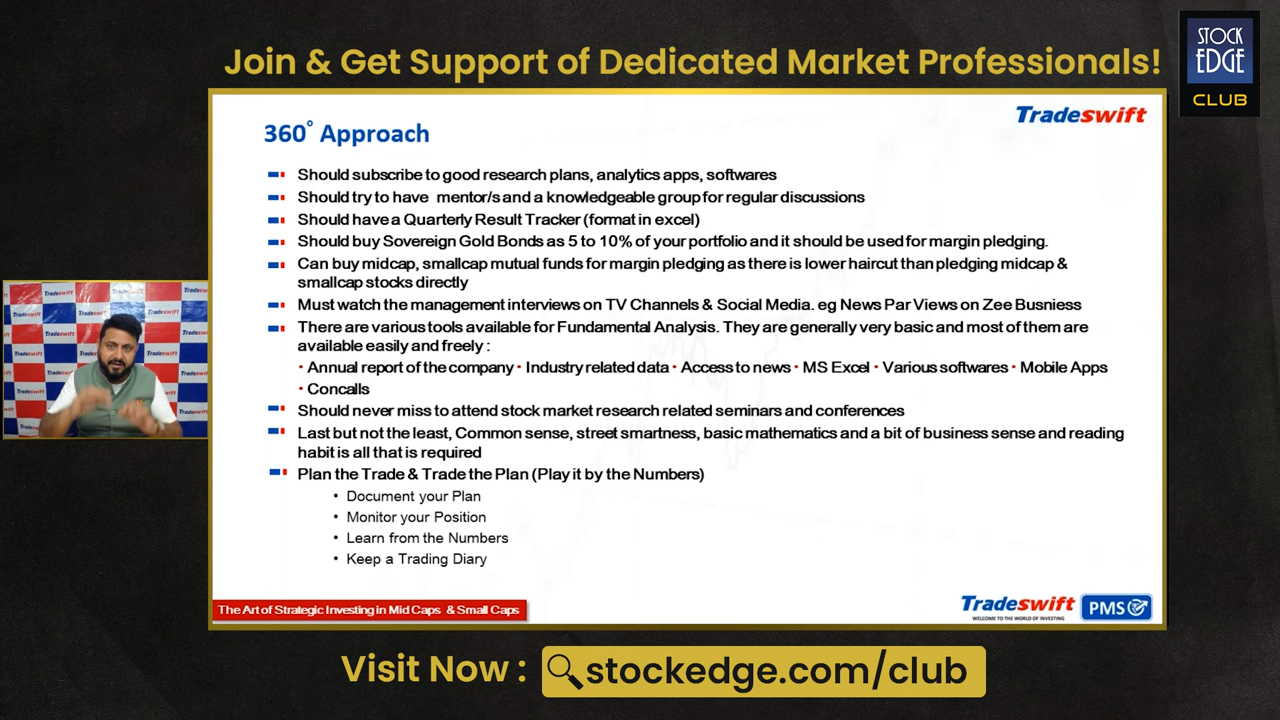 Join & Get Support of Dedicated Market Professionals!
STOCK
EDGE
CLUB
Tradeswift
360° Approach
Should subscribe to good research plans, analytics apps, softwares
Should try to have mentor/s and a knowledgeable group for regular discussions
Should have a Quarterly Result Tracker (format in excel)
Should buy Sovereign Gold Bonds as 5 to 10% of your portfolio and it should be used for margin pledging.
Can buy midcap, smallcap mutual funds for margin pledging as there is lower haircut than pledging midcap &
smallcap stocks directly
Must watch the management interviews on TV Channels & Social Media. eg News Par Views on Zee Busniess
There are various tools available for Fundamental Analysis. They are generally very basic and most of them are
available easily and freely :
• Annual report of the company • Industry related data • Access to news • MS Excel • Various softwares • Mobile Apps
• Concalls
Should never miss to attend stock market research related seminars and conferences
Last but not the least, Common sense, street smartness, basic mathematics and a bit of business sense and reading
habit is all that is required
Plan the Trade & Trade the Plan (Play it by the Numbers)
• Document your Plan
• Monitor your Position
• Learn from the Numbers
• Keep a Trading Diary
The Art of Strategic Investing in Mid Caps & Small Caps
Tradeswift
WELCOME TO THE WORLD OF INVESTING
PMS
Visit Now :
stockedge.com/club